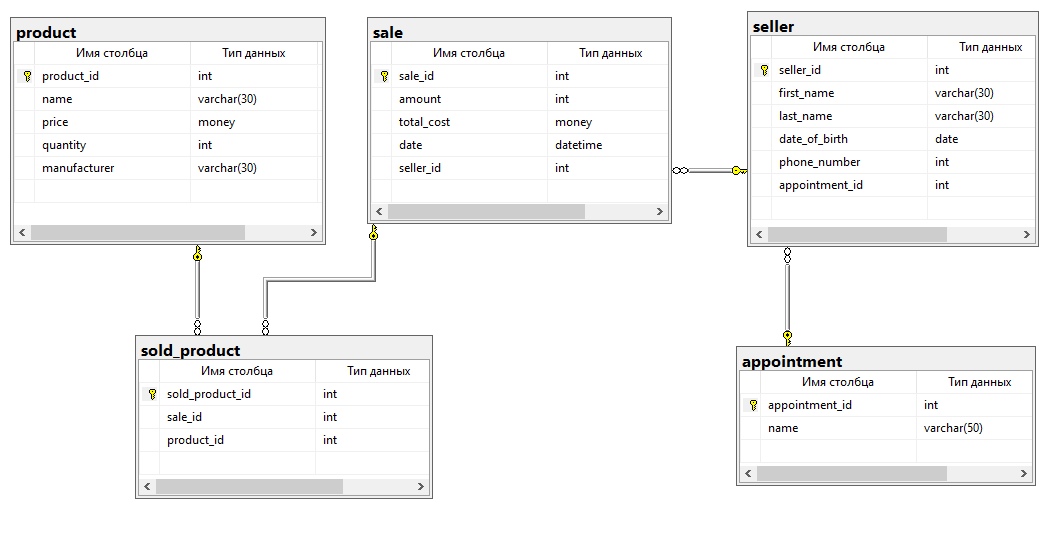 product
Имя столбца Тип данных
product_id int
name varchar(30)
price money
quantity int
manufacturer varchar(30)
sale
Имя столбца Тип данных
sale_id int
amount int
total_cost money
date datetime
seller_id int
seller
Имя столбца Тип данных
seller_id int
first_name varchar(30)
last_name varchar(30)
date_of_birth date
phone_number int
appointment_id int
sold_product
Имя столбца Тип данных
sold_product_id int
sale_id int
product_id int
appointment
Имя столбца Тип данных
appointment_id int
name varchar(50)